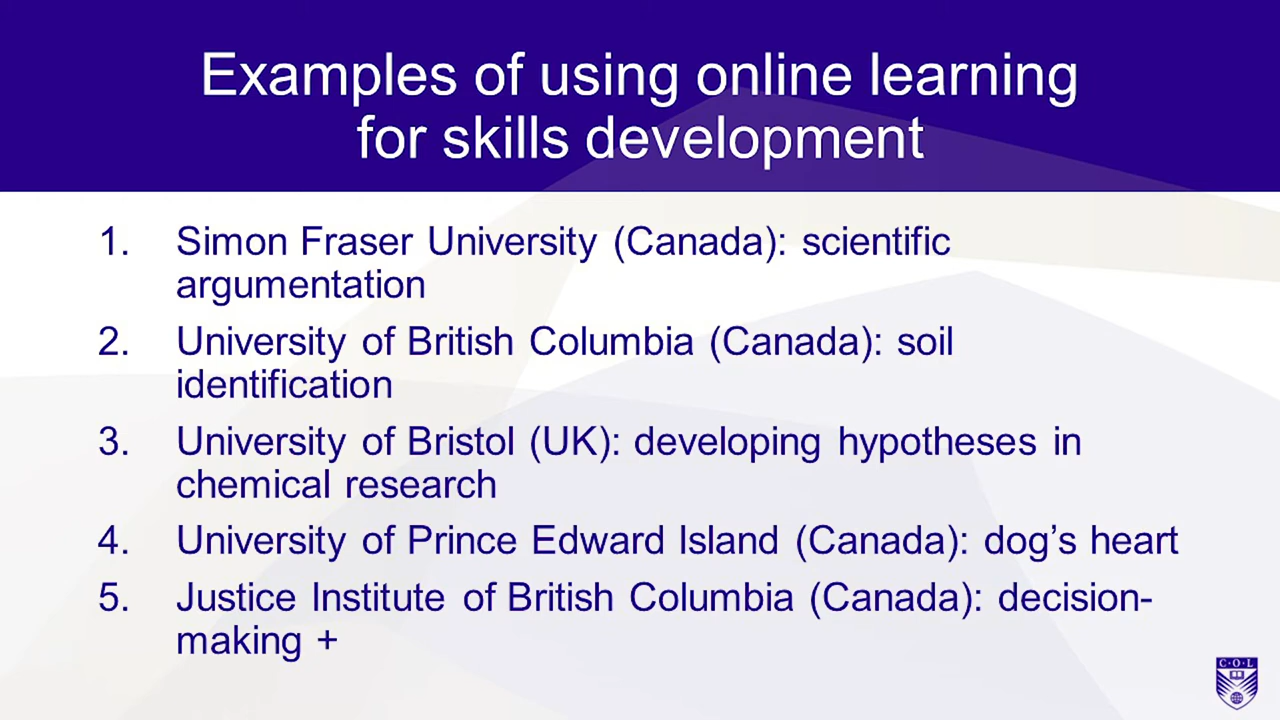 Examples of using online learning
for skills development
1. Simon Fraser University (Canada): scientific
argumentation
2. University of British Columbia (Canada): soil
identification
3. University of Bristol (UK): developing hypotheses in
chemical research
4. University of Prince Edward Island (Canada): dog’s heart
5. Justice Institute of British Columbia (Canada): decision-
making +
C·O·L